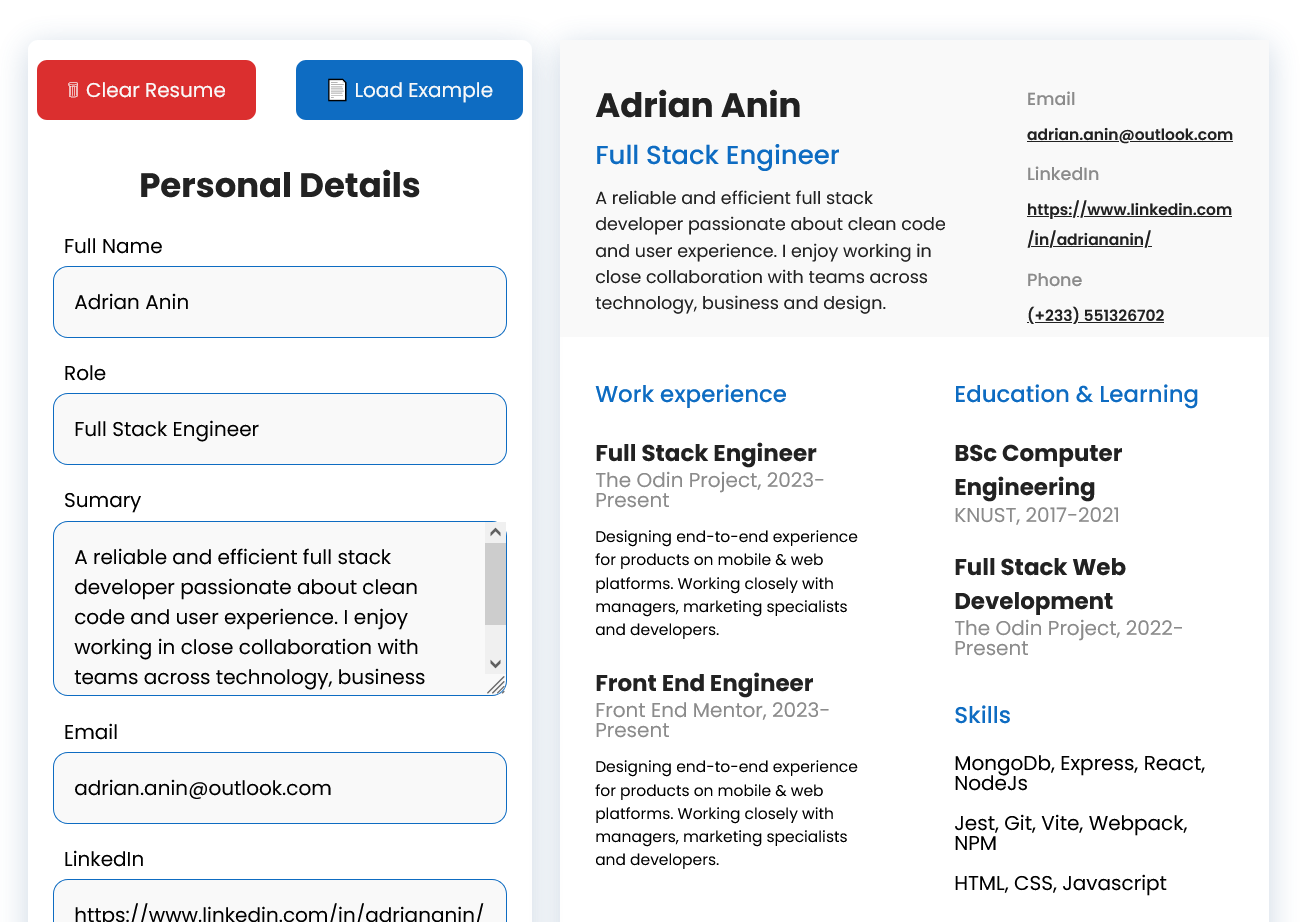 Clear Resume
Load Example
Personal Details
Full Name
Adrian Anin
Role
Full Stack Engineer
Sumary
A reliable and efficient full stack
developer passionate about clean
code and user experience. I enjoy
working in close collaboration with
teams across technology, business
Email
adrian.anin@outlook.com
LinkedIn
https://www.linkedin.com/in/adriananin/
Adrian Anin
Full Stack Engineer
A reliable and efficient full stack
developer passionate about clean code
and user experience. I enjoy working in
close collaboration with teams across
technology, business and design.
Email
adrian.anin@outlook.com
LinkedIn
https://www.linkedin.com
/in/adriananin/
Phone
(+233) 551326702
Work experience
Full Stack Engineer
The Odin Project, 2023-
Present
Designing end-to-end experience
for products on mobile & web
platforms. Working closely with
managers, marketing specialists
and developers.
Front End Engineer
Front End Mentor, 2023-
Present
Designing end-to-end experience
for products on mobile & web
platforms. Working closely with
managers, marketing specialists
and developers.
Education & Learning
BSc Computer
Engineering
KNUST, 2017-2021
Full Stack Web
Development
The Odin Project, 2022-
Present
Skills
MongoDb, Express, React,
NodeJs
Jest, Git, Vite, Webpack,
NPM
HTML, CSS, Javascript